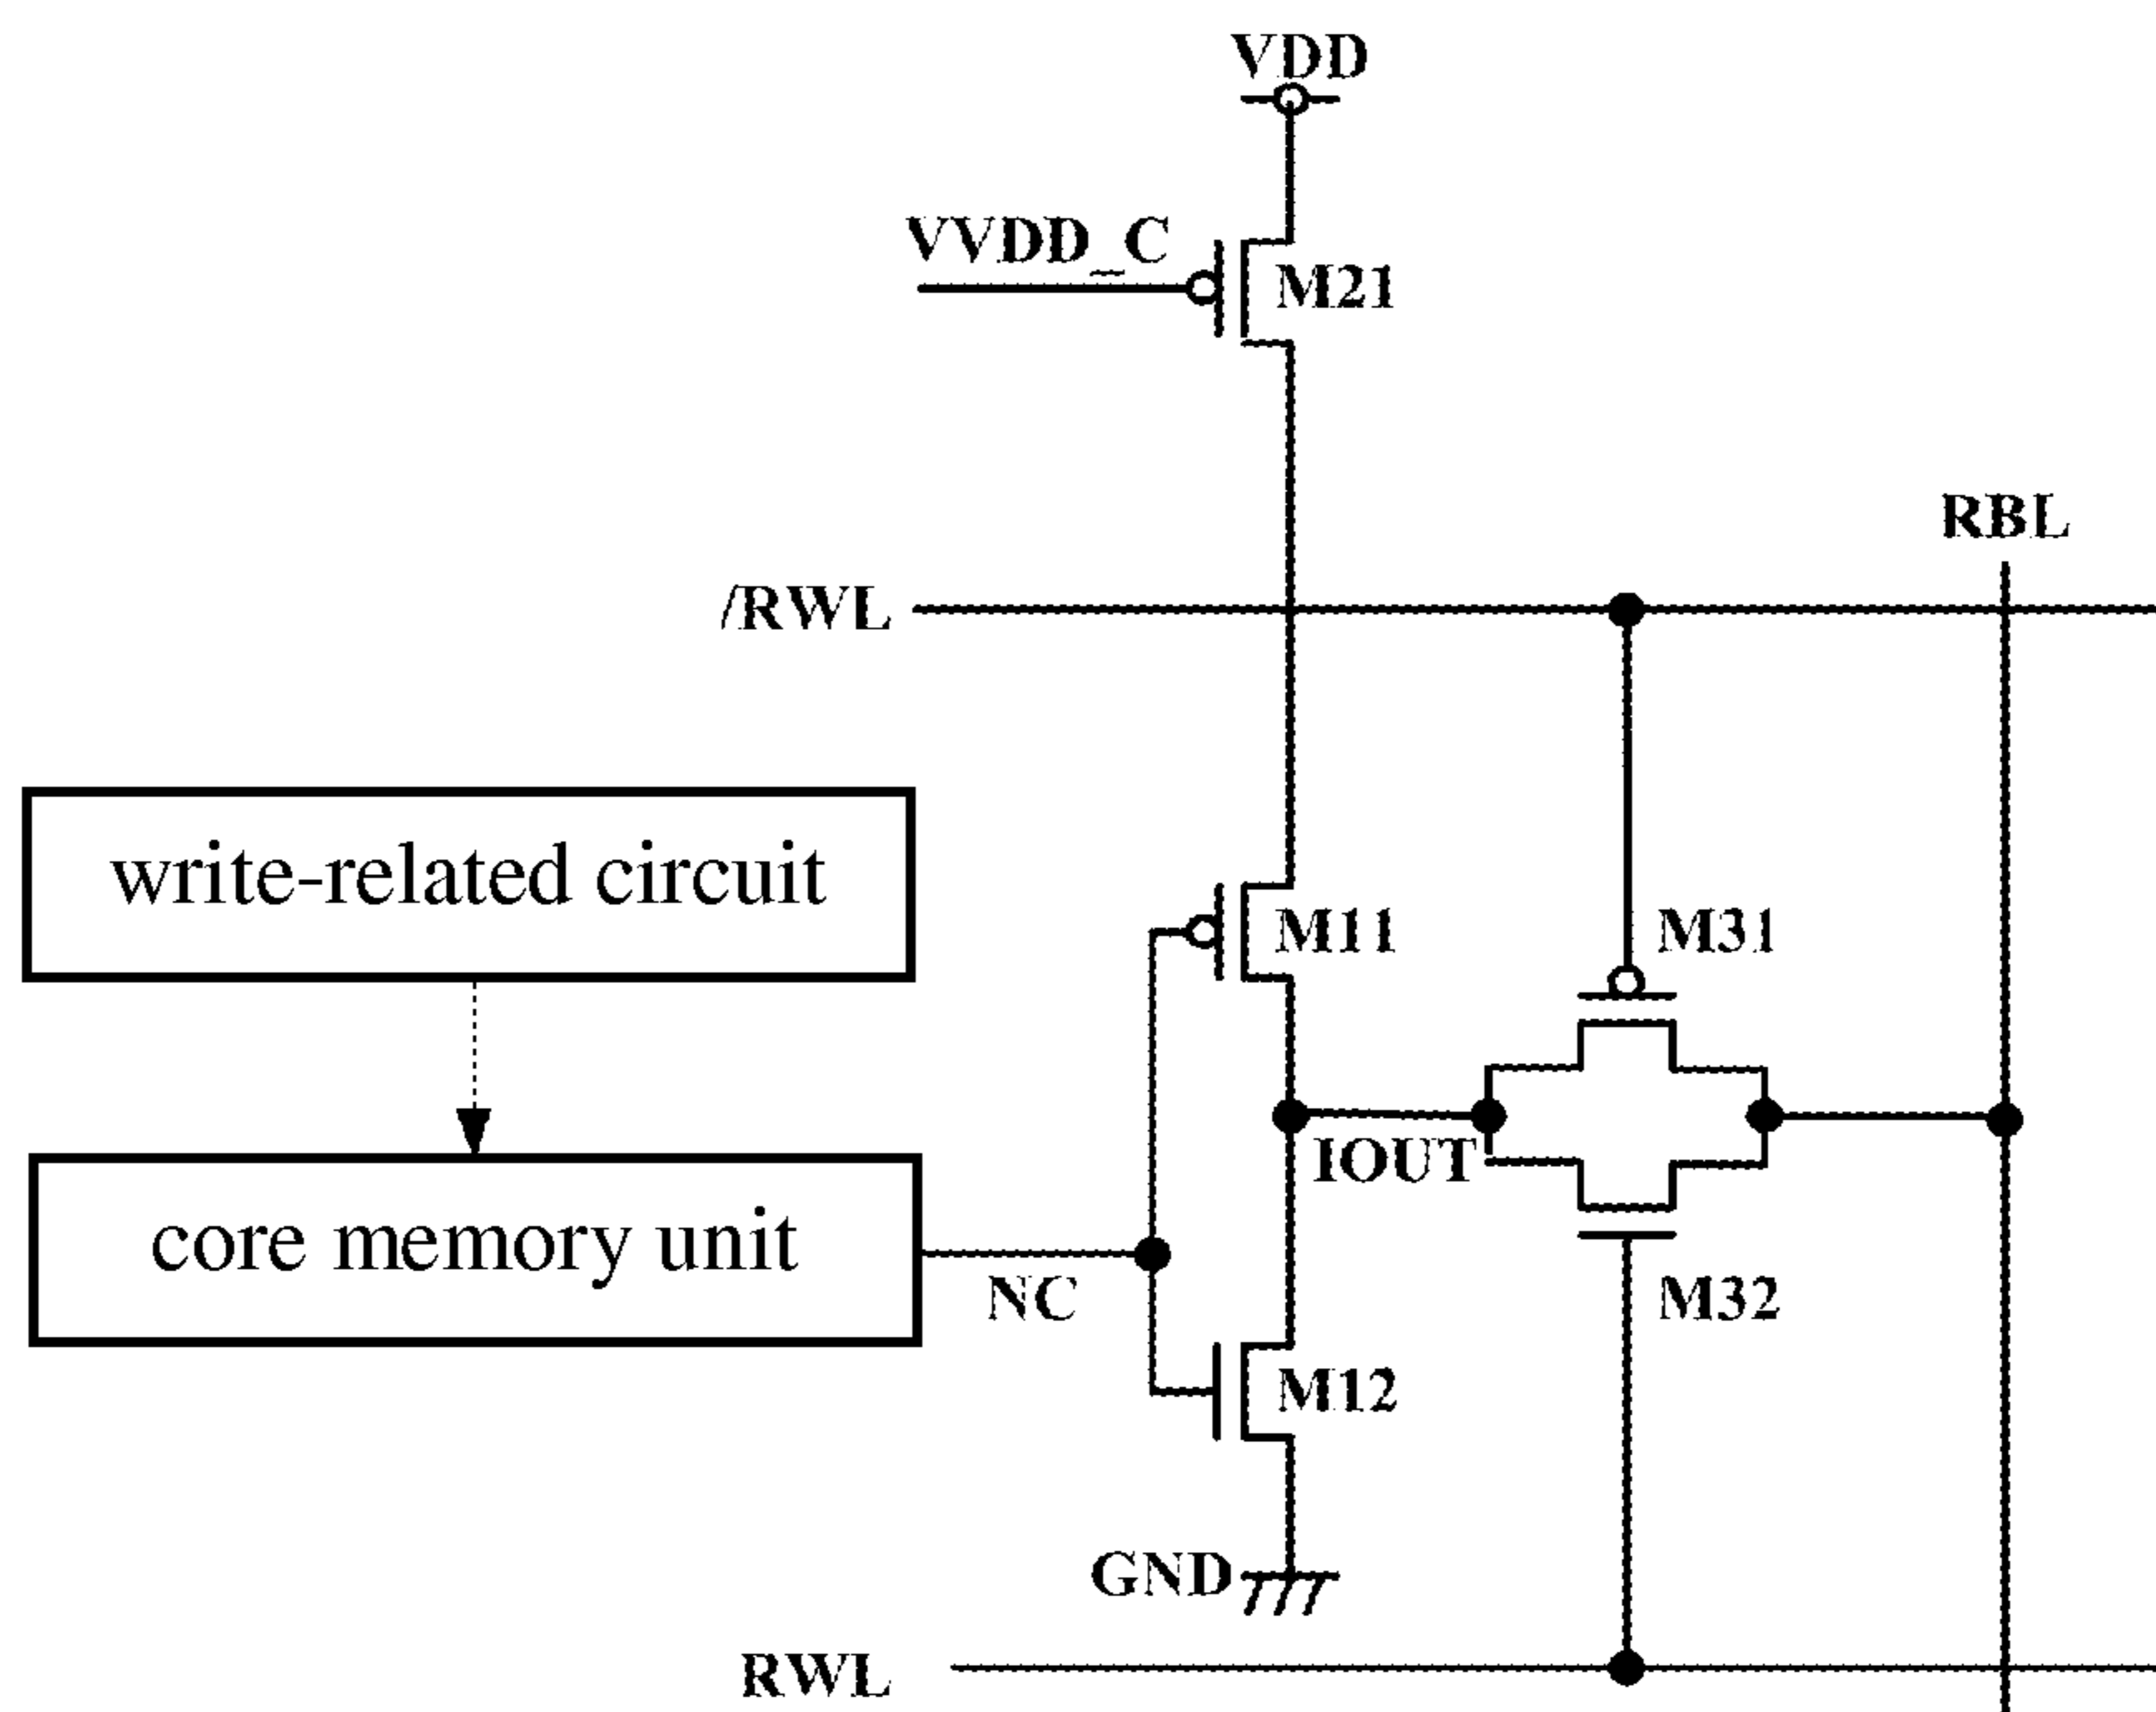 VDD
VVDD_C
M21
RBL
/RWL
write-related circuit
M11
M31
IOUT
core memory unit
NC
M32
M12
GND
RWL